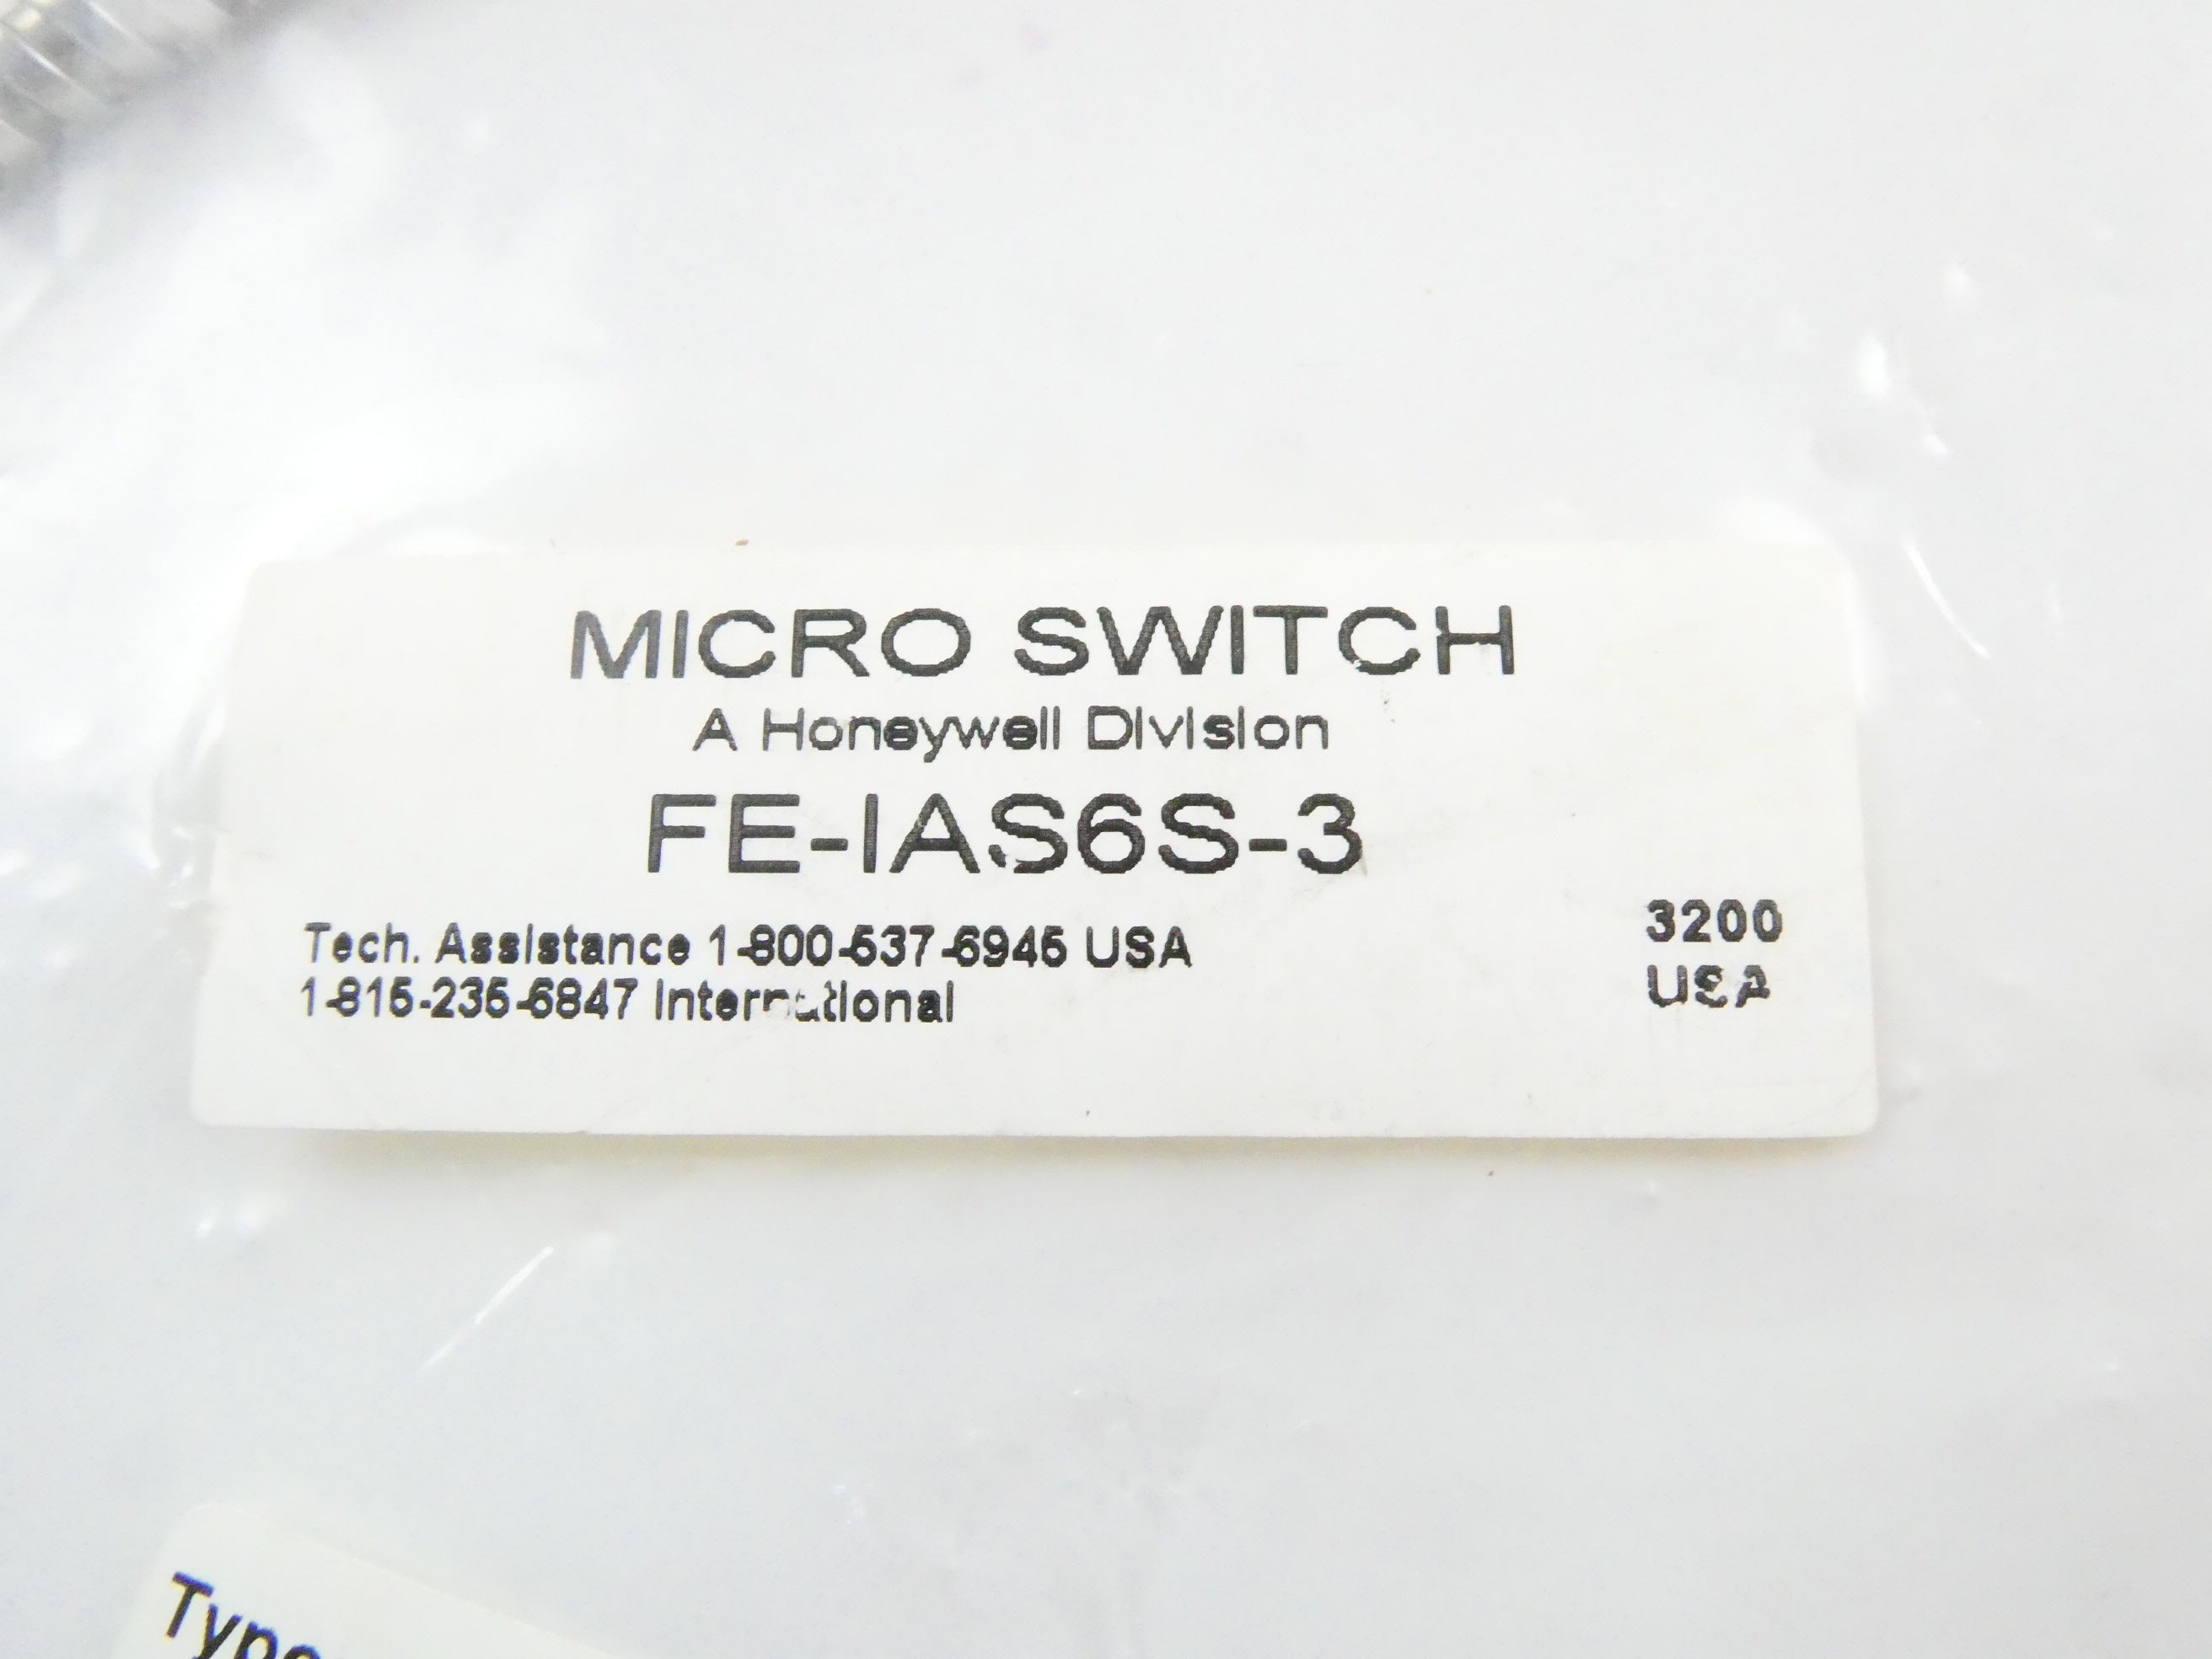 MICRO SWITCH
A Honeywell Division
FE-IAS6S-3
Tech. Assistance 1-800-537-6945 USA
1-815-235-6847 International
3200
USA
Type